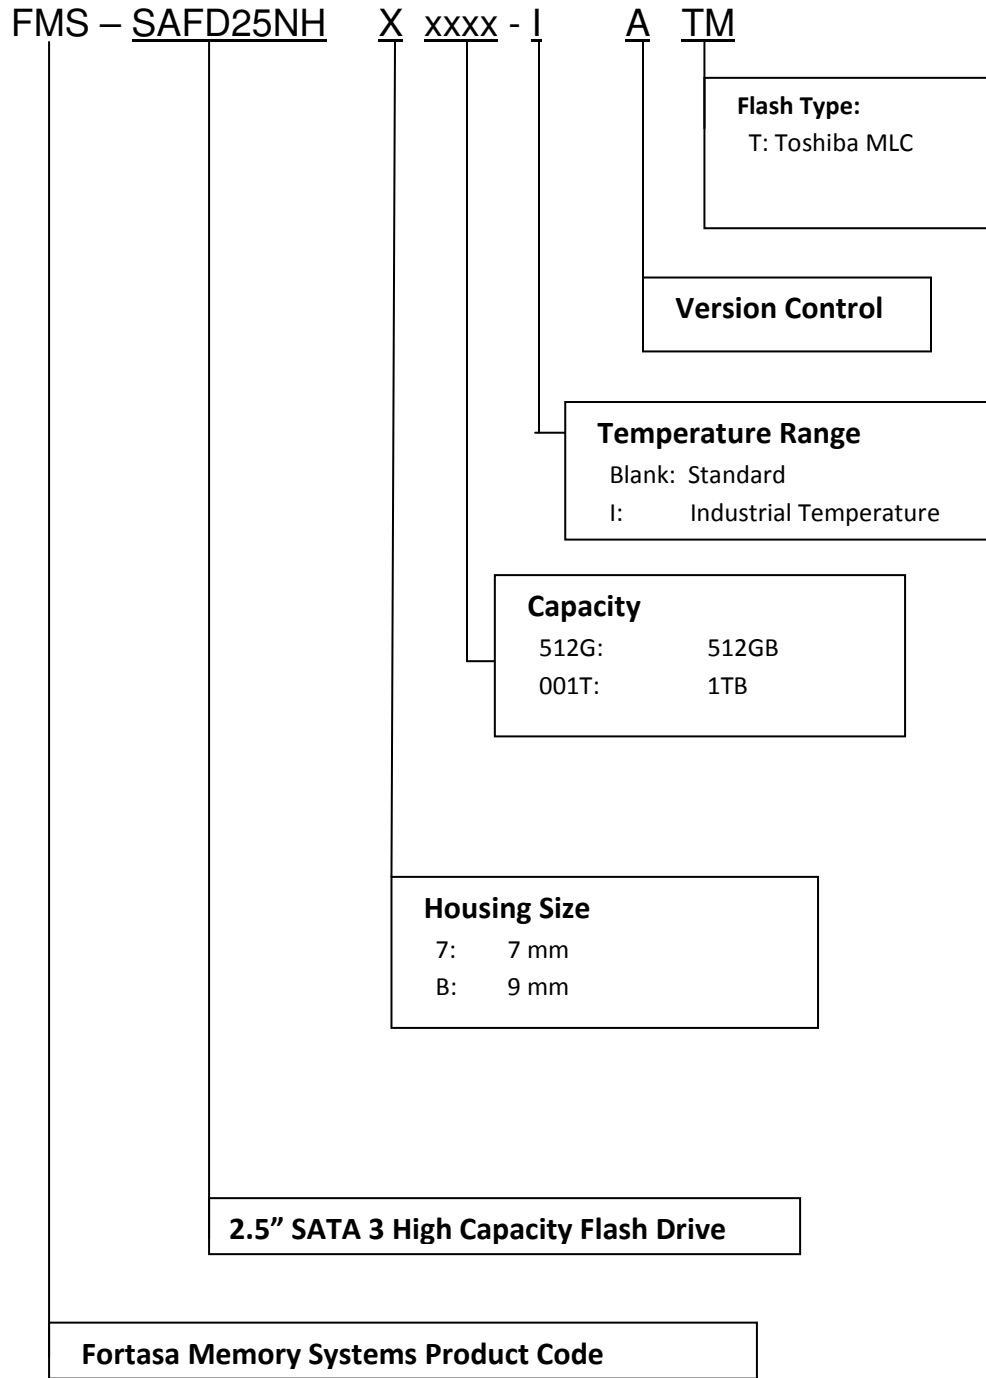 FMS – SAFD25NH X xxxx - I A TM
Flash Type:
T: Toshiba MLC
Version Control
Temperature Range
Blank: Standard
I: Industrial Temperature
Capacity
512G: 512GB
001T: 1TB
Housing Size
7: 7 mm
B: 9 mm
2.5” SATA 3 High Capacity Flash Drive
Fortasa Memory Systems Product Code